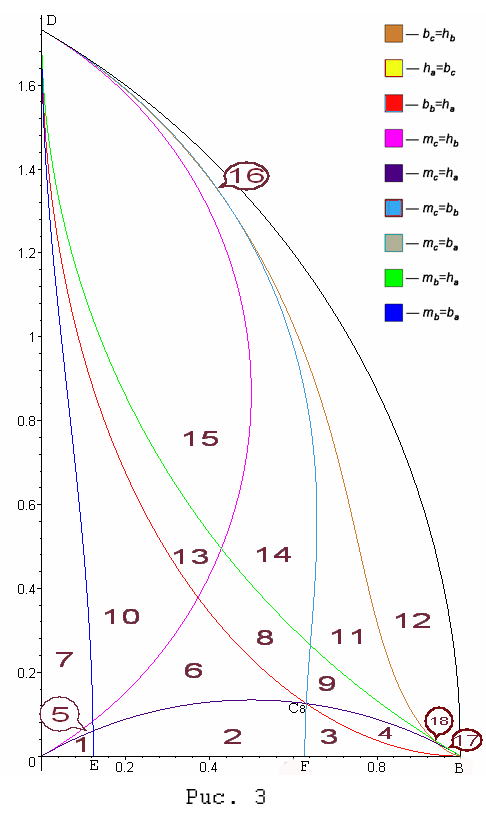 D
— b_c=h_b
— h_a=b_c
— b_b=h_a
— m_c=h_b
— m_c=h_a
— m_c=b_b
— m_c=b_a
— m_b=h_a
— m_b=b_a
1.6
16
1.4
1.2
1
0.8
15
0.6
13
14
0.4
10
12
8
11
7
0.2
6
9
C8
5
18
17
1
2
3
4
0
E
0.2
0.4
F
0.8
B
Рис. 3